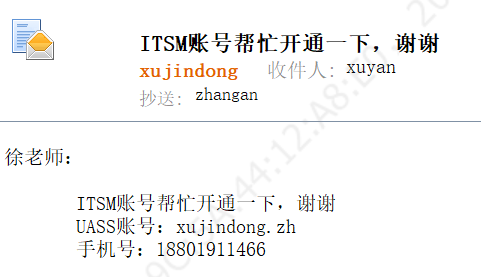 ITSM账号帮忙开通一下，谢谢
xujindong 收件人: xuyan
抄送: zhangan
徐老师：
ITSM账号帮忙开通一下，谢谢
UASS账号：xujindong.zh
手机号：18801911466